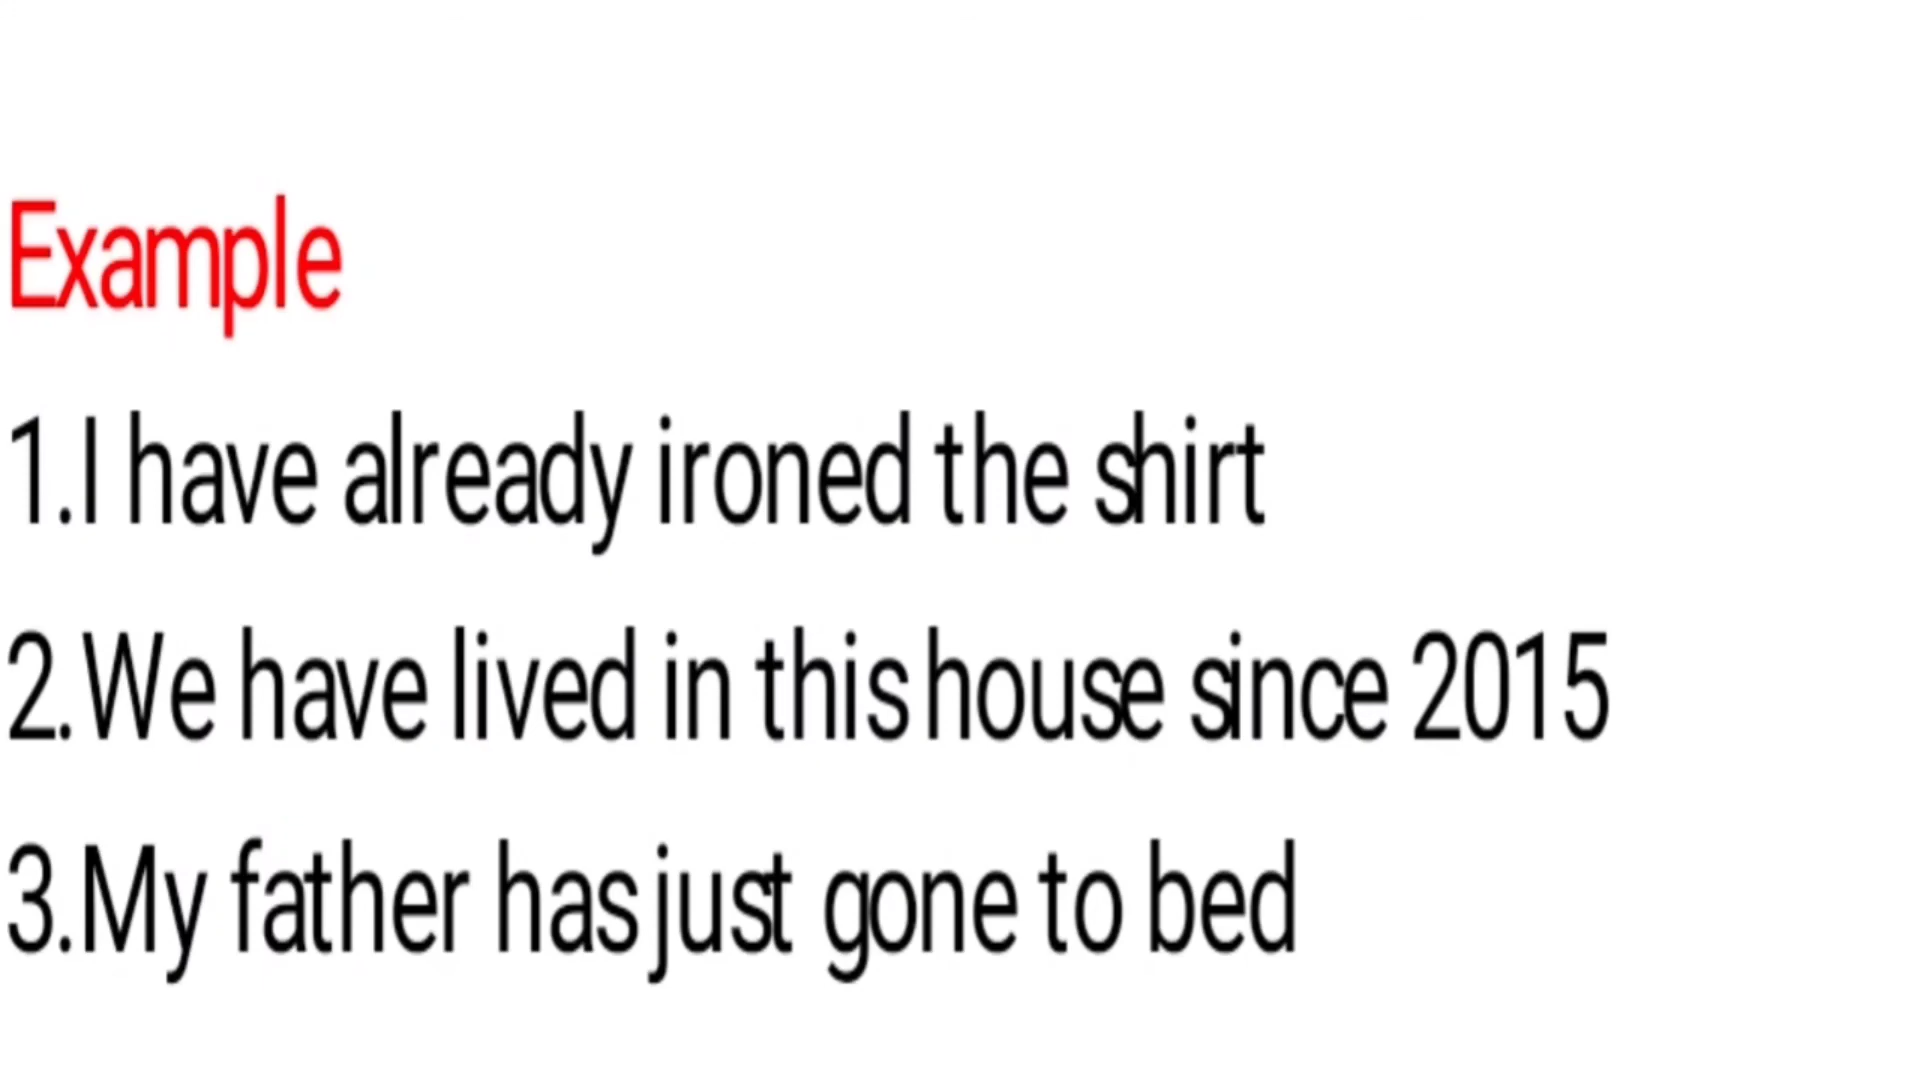 Example
1.I have already ironed the shirt
2.We have lived in this house since 2015
3.My father has just gone to bed